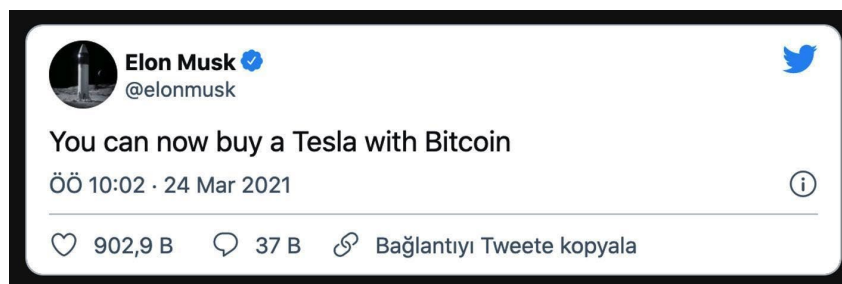 Elon Musk
@elonmusk
You can now buy a Tesla with Bitcoin
ÖÖ 10:02 · 24 Mar 2021
902,9 B 37 B Bağlantıyı Tweete kopyala